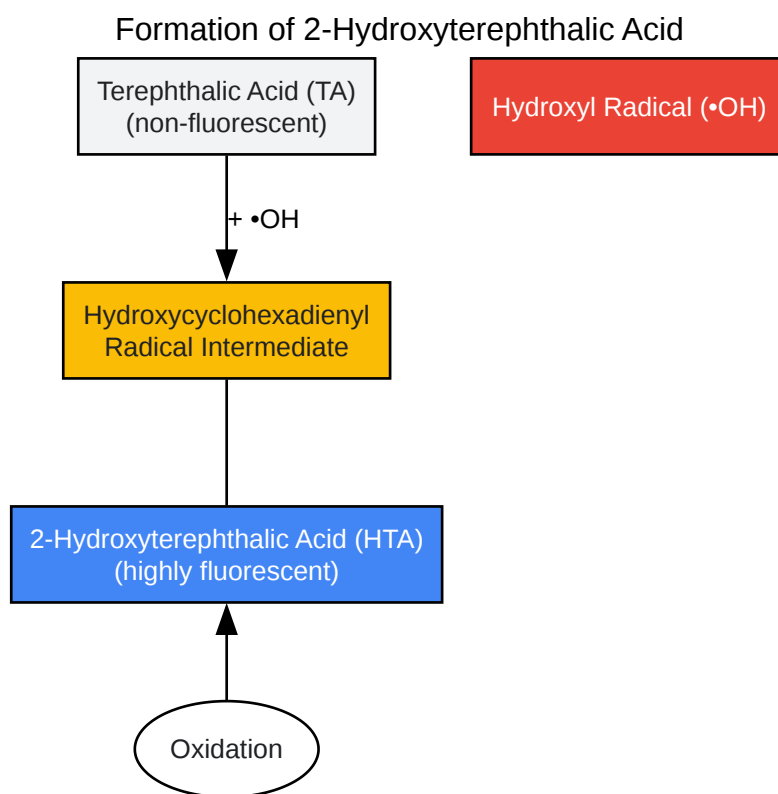 Formation of 2-Hydroxyterephthalic Acid
Terephthalic Acid (TA)
(non-fluorescent)
Hydroxyl Radical (•OH)
+ •OH
Hydroxycyclohexadienyl
Radical Intermediate
2-Hydroxyterephthalic Acid (HTA)
(highly fluorescent)
Oxidation